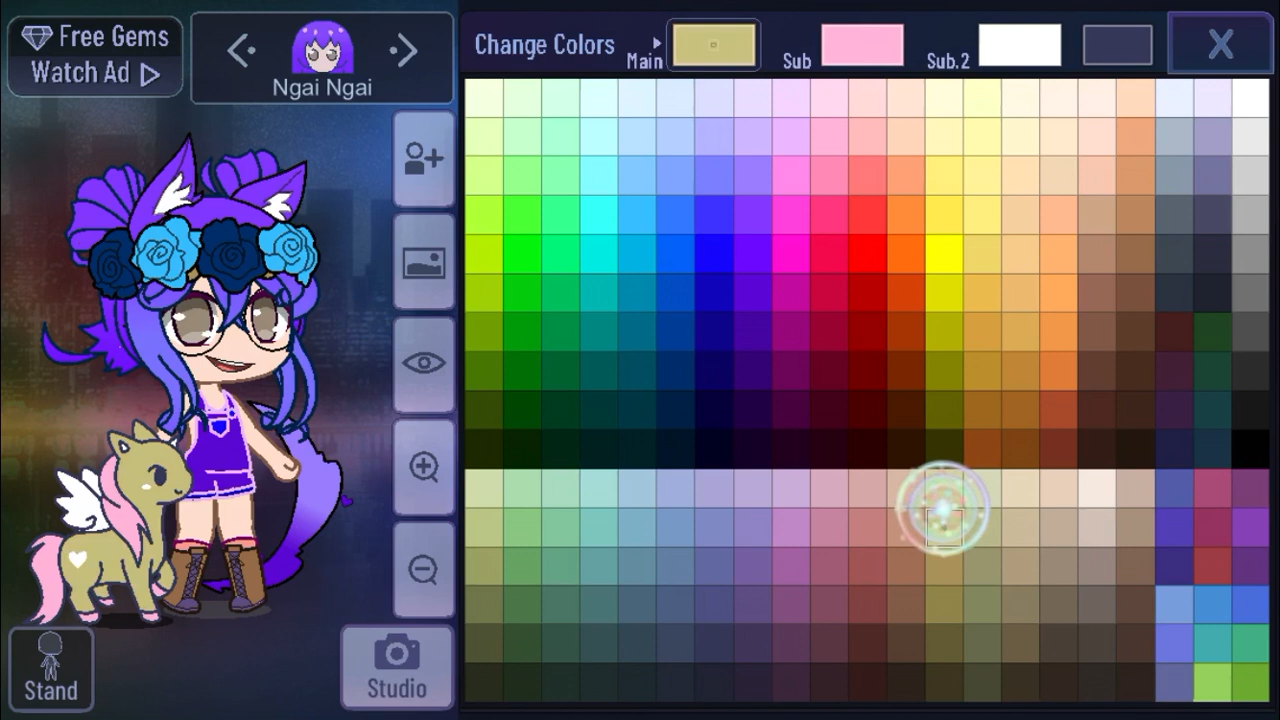 Free Gems
Watch Ad
Ngai Ngai
Change Colors
Main
Sub
Sub.2
X
Stand
Studio